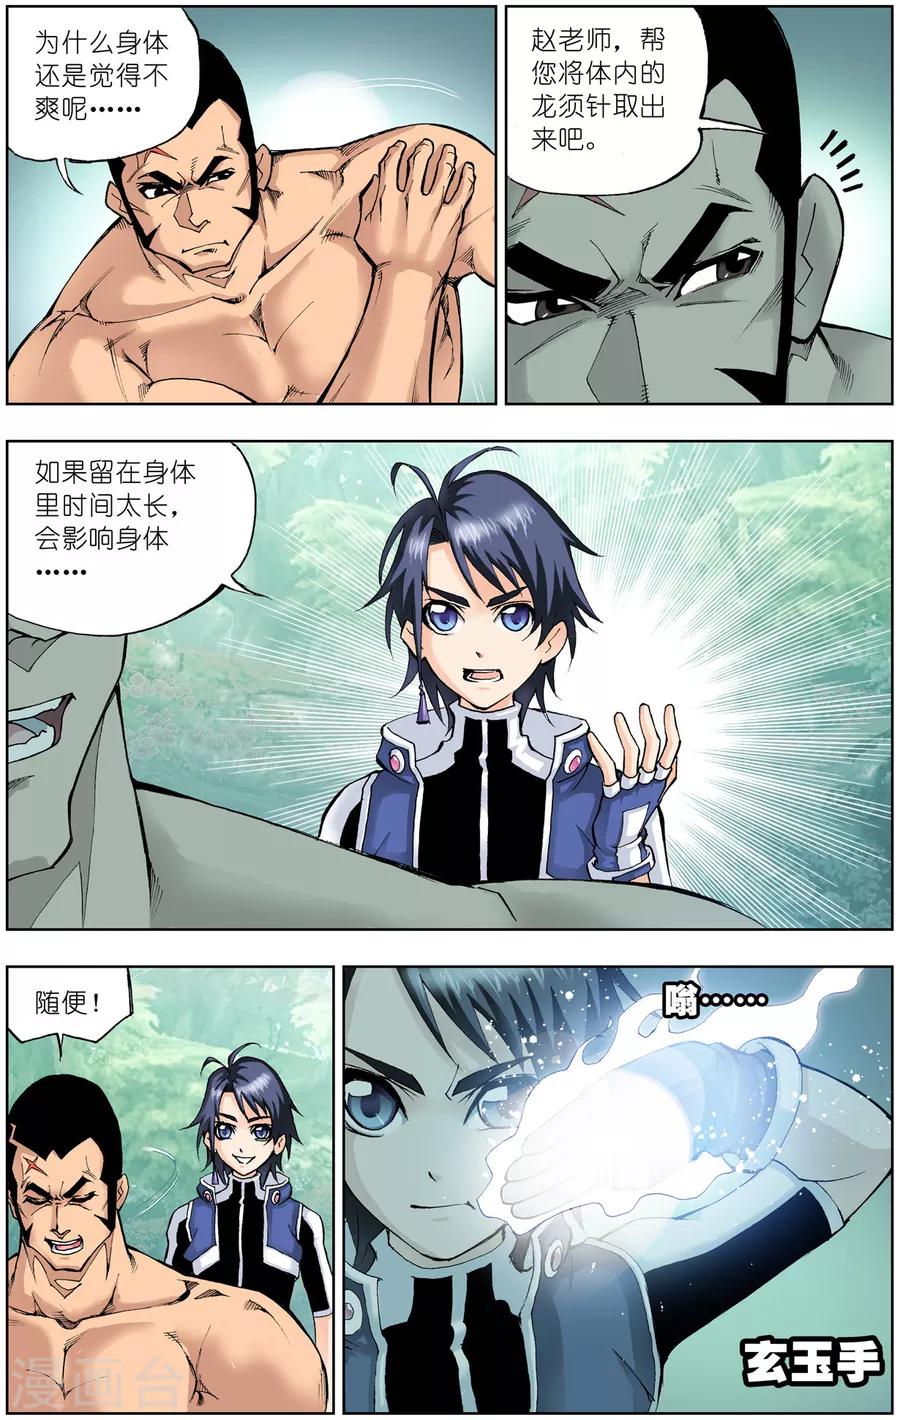 为什么身体
还是觉得不
爽呢……
赵老师，帮
您将体内的
龙须针取出
来吧。
如果留在身体
里时间太长，
会影响身体
……
随便！
嗡……
玄玉手
漫画台